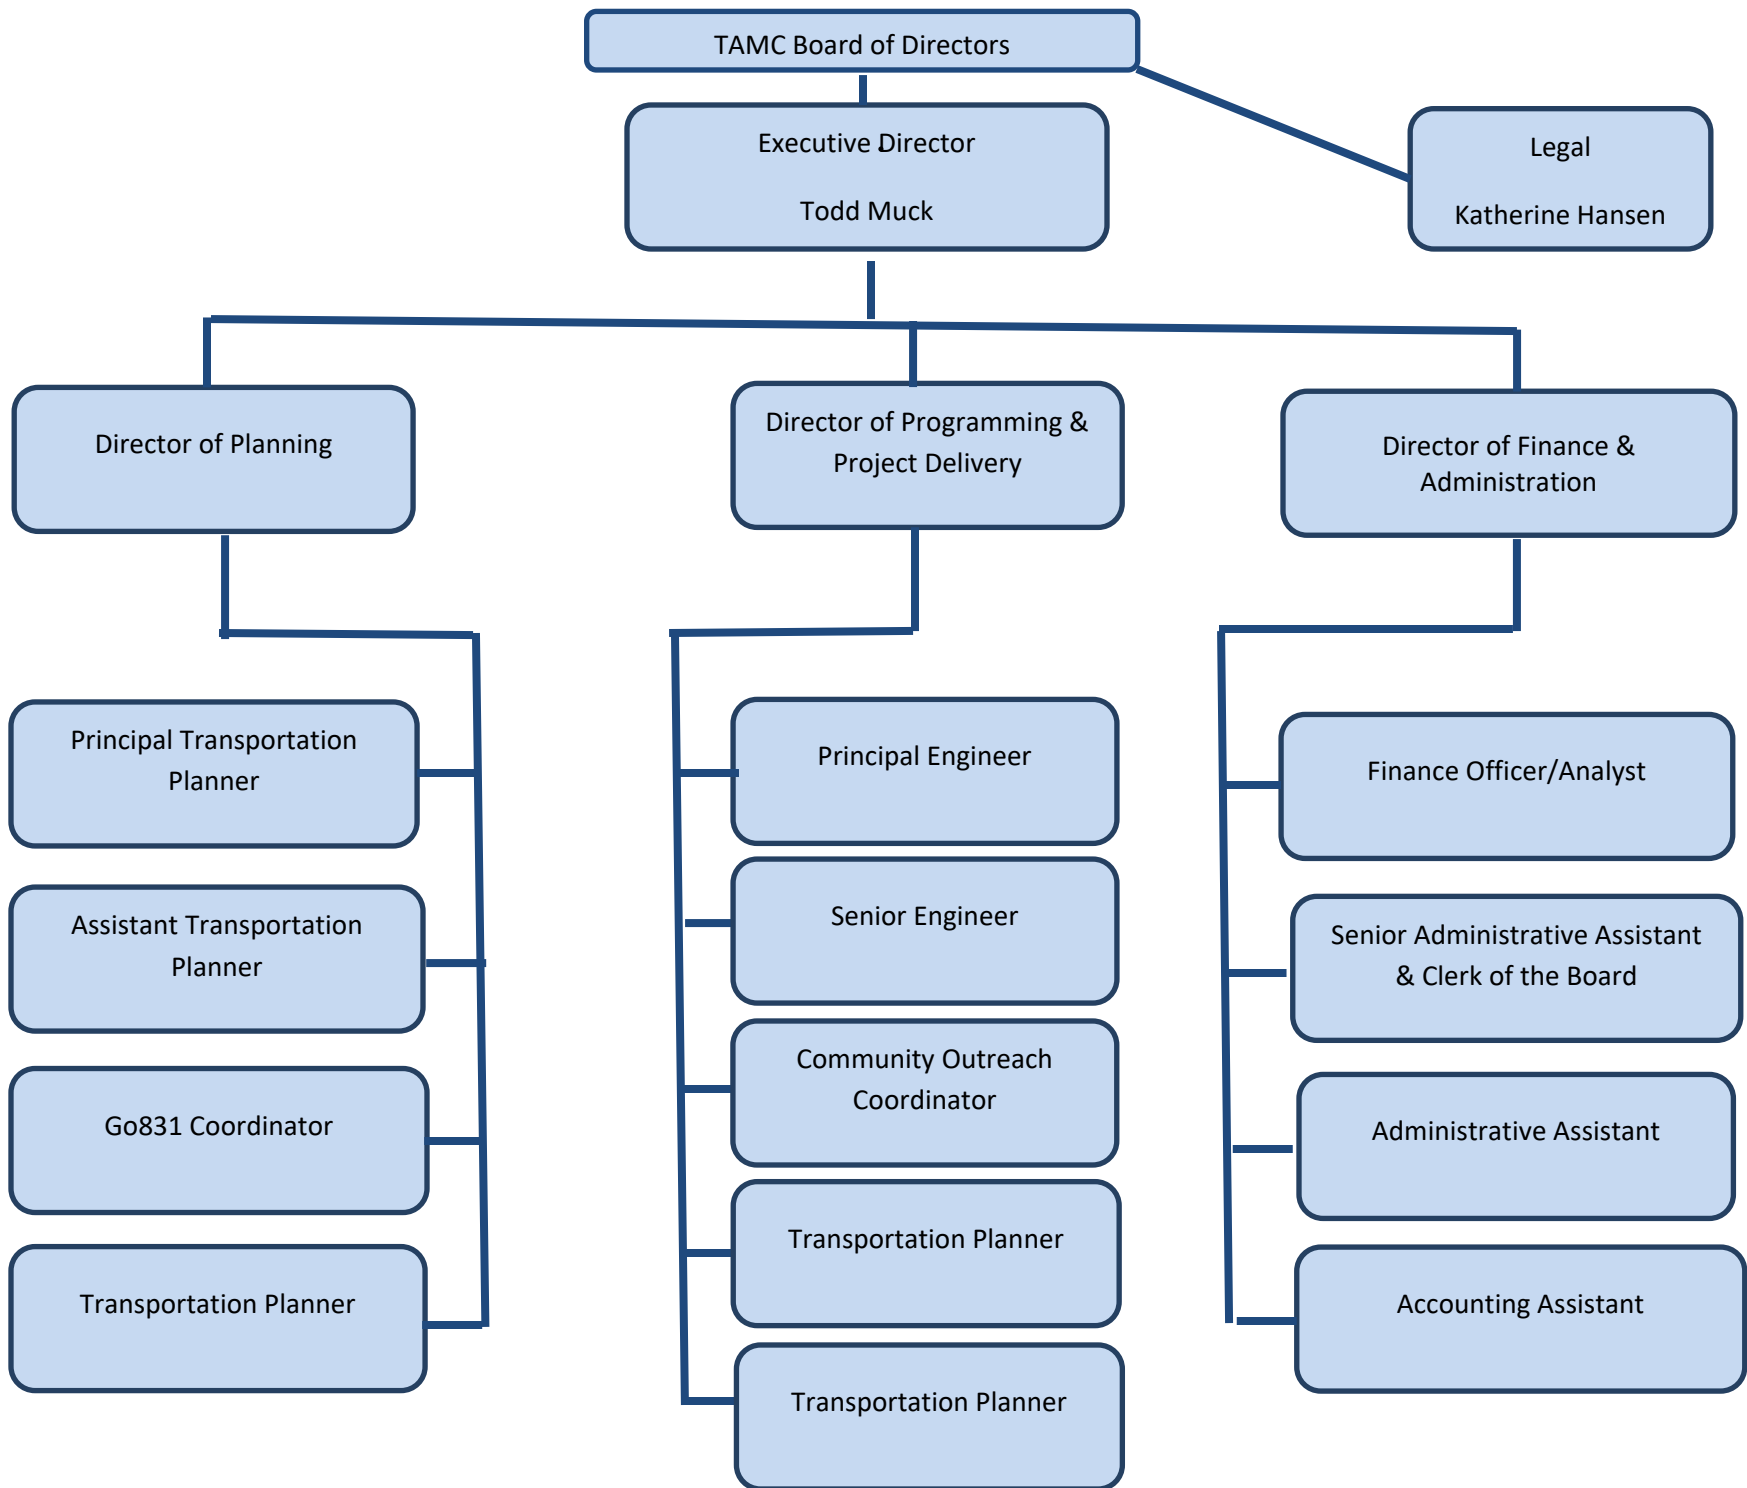 TAMC Board of Directors
Executive Director
Todd Muck
Legal
Katherine Hansen
Director of Planning
Director of Programming &
Project Delivery
Director of Finance &
Administration
Principal Transportation
Planner
Assistant Transportation
Planner
Go831 Coordinator
Transportation Planner
Principal Engineer
Senior Engineer
Community Outreach
Coordinator
Transportation Planner
Transportation Planner
Finance Officer/Analyst
Senior Administrative Assistant
& Clerk of the Board
Administrative Assistant
Accounting Assistant